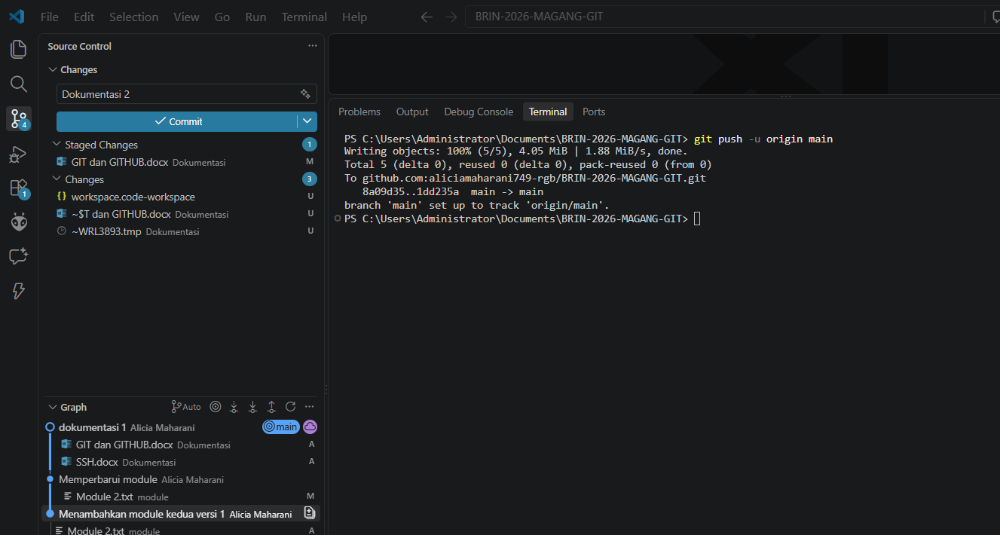 File Edit Selection View Go Run Terminal Help
BRIN-2026-MAGANG-GIT
Source Control
Changes
Dokumentasi 2
Commit
Staged Changes 1
GIT dan GITHUB.docx Dokumentasi M
Changes 3
{} workspace.code-workspace U
~$T dan GITHUB.docx Dokumentasi U
~WRL3893.tmp Dokumentasi U
4
1
Graph Auto
dokumentasi 1 Alicia Maharani main
GIT dan GITHUB.docx Dokumentasi A
SSH.docx Dokumentasi A
Memperbarui module Alicia Maharani
Module 2.txt module M
Menambahkan module kedua versi 1 Alicia Maharani
Module 2.txt module A
Problems Output Debug Console Terminal Ports
PS C:\Users\Administrator\Documents\BRIN-2026-MAGANG-GIT> git push -u origin main
Writing objects: 100% (5/5), 4.05 MiB | 1.88 MiB/s, done.
Total 5 (delta 0), reused 0 (delta 0), pack-reused 0 (from 0)
To github.com:aliciamaharani749-rgb/BRIN-2026-MAGANG-GIT.git
8a09d35..1dd235a main -> main
branch 'main' set up to track 'origin/main'.
PS C:\Users\Administrator\Documents\BRIN-2026-MAGANG-GIT>